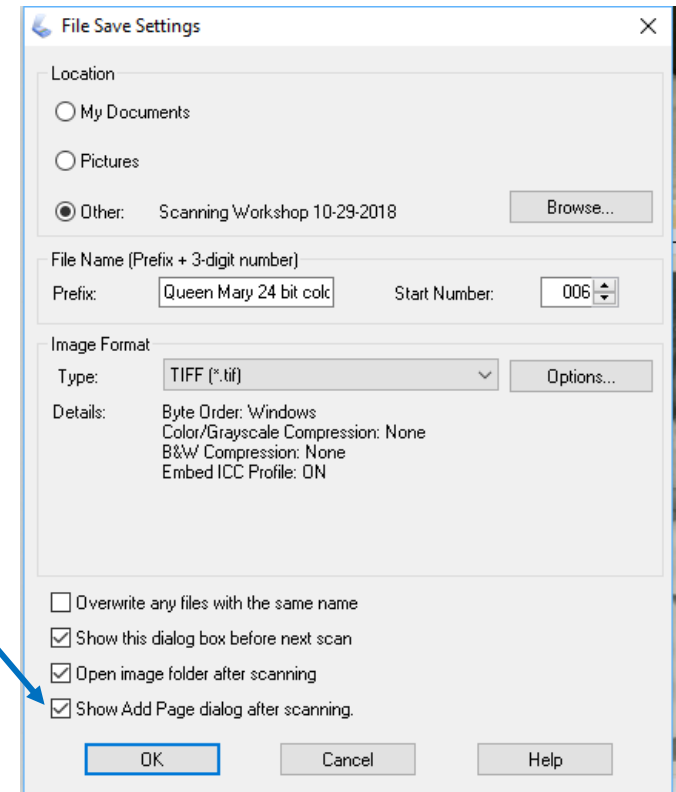 File Save Settings
Location
My Documents
Pictures
Other: Scanning Workshop 10-29-2018 Browse...
File Name (Prefix + 3-digit number)
Prefix: Queen Mary 24 bit colc Start Number: 006
Image Format
Type: TIFF (*.tif) Options...
Details: Byte Order: Windows
Color/Grayscale Compression: None
B&W Compression: None
Embed ICC Profile: ON
Overwrite any files with the same name
Show this dialog box before next scan
Open image folder after scanning
Show Add Page dialog after scanning.
OK Cancel Help